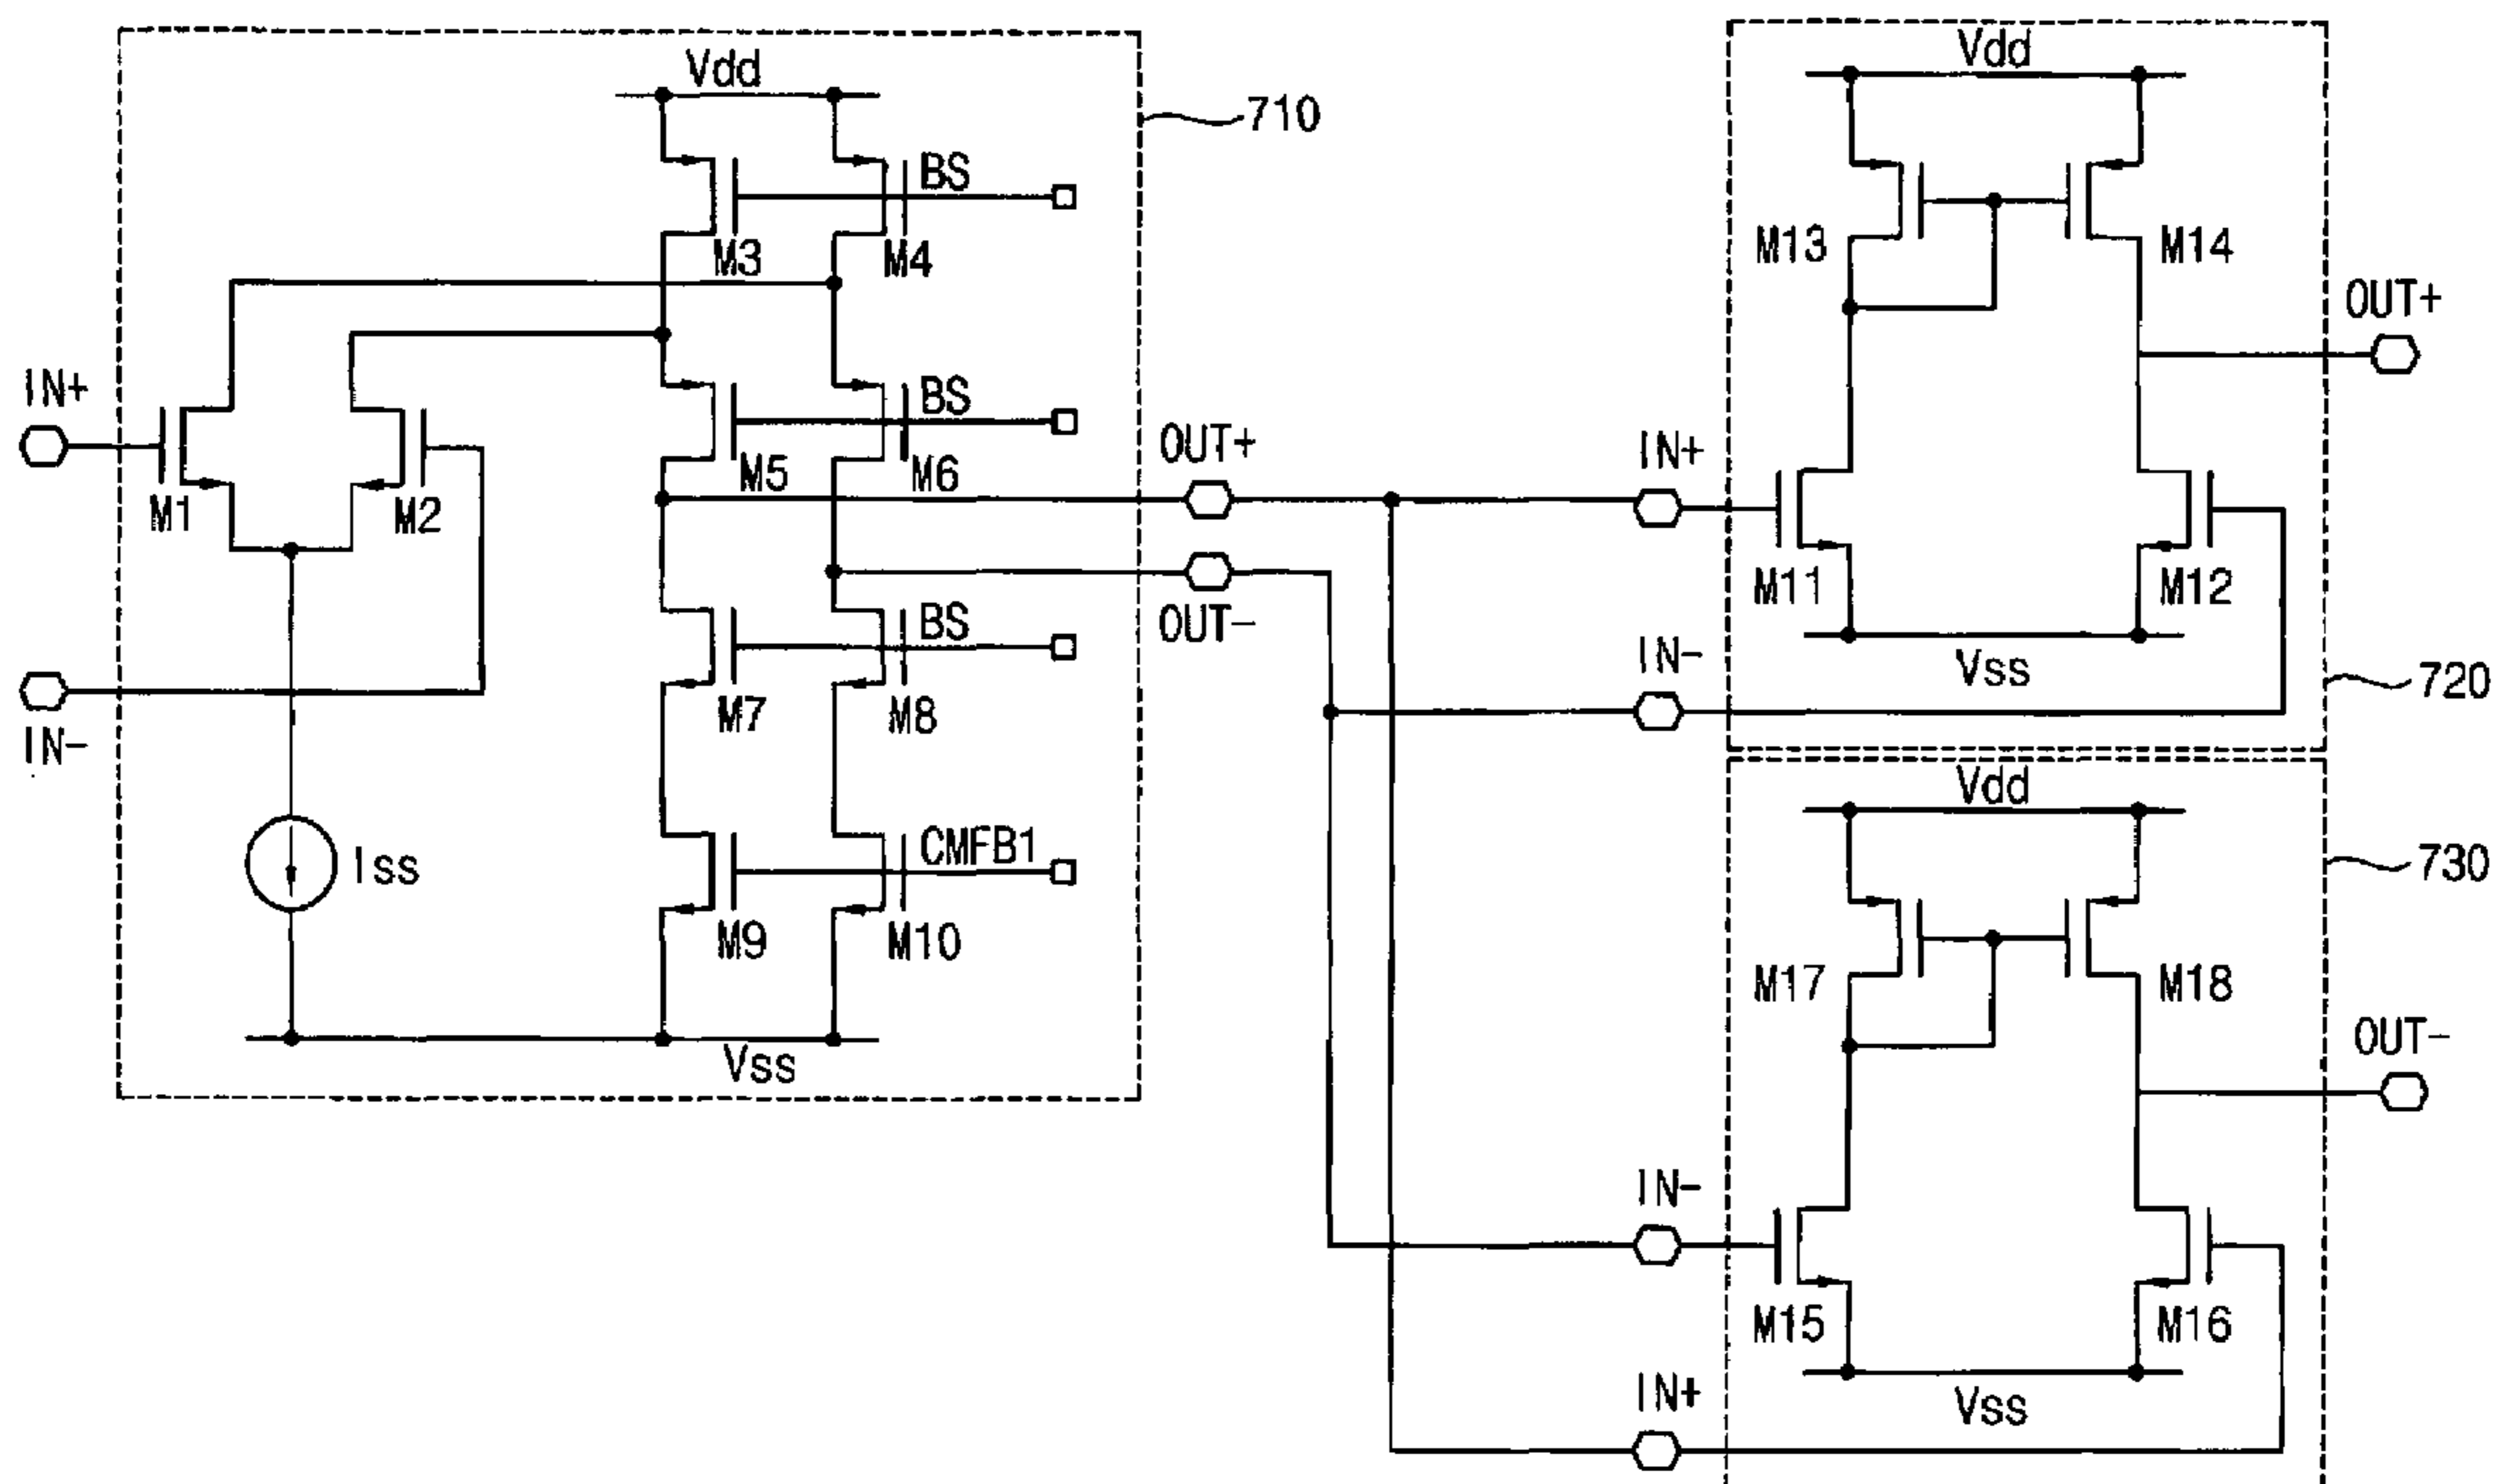 Vdd
710
BS
M3
M4
IN+
BS
M5
M6
M1
M2
OUT+
OUT-
BS
M7
M8
IN-
CMFB1
Iss
M9
M10
Vss
Vdd
M13
M14
OUT+
IN+
M11
M12
IN-
Vss
720
Vdd
730
M17
M18
OUT-
IN-
M15
M16
IN+
Vss